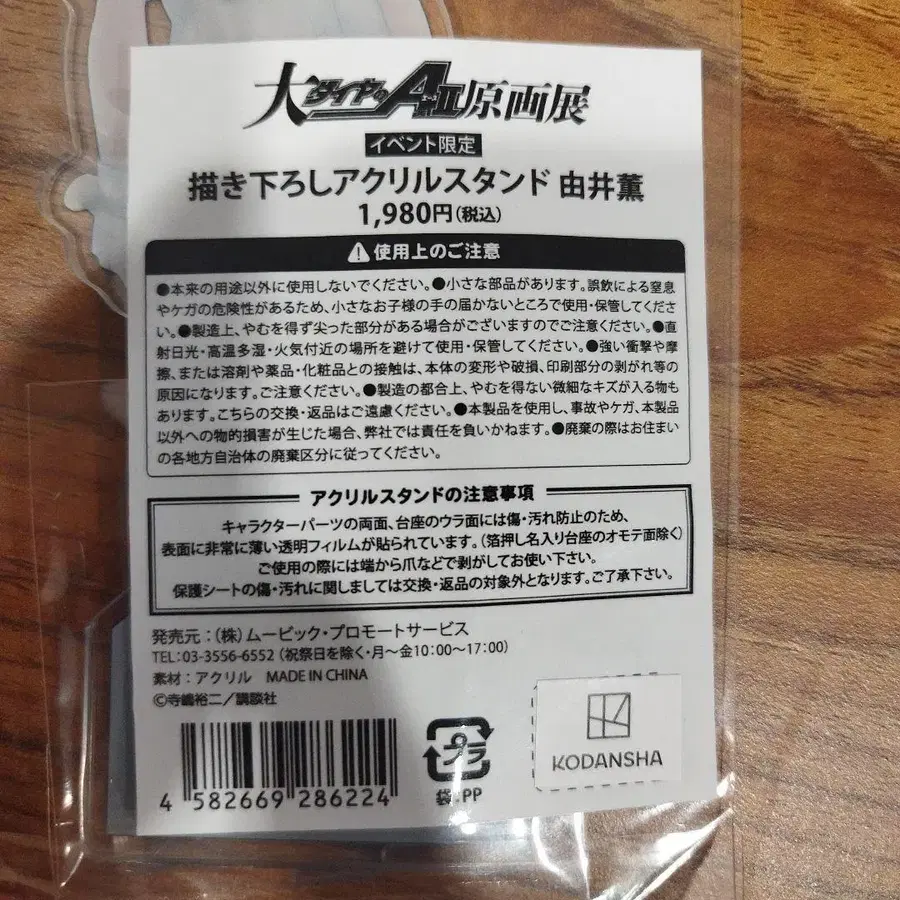 大ダイヤのAⅡ原画展
イベント限定
描き下ろしアクリルスタンド 由井薫
1,980円(税込)
使用上のご注意
●本来の用途以外に使用しないでください。●小さな部品があります。誤飲による窒息
やケガの危険性があるため、小さなお子様の手の届かないところで使用・保管してくださ
い。●製造上、やむを得ず尖った部分がある場合がございますのでご注意ください。●直
射日光・高温多湿・火気付近の場所を避けて使用・保管してください。●強い衝撃や摩
擦、または溶剤や薬品・化粧品との接触は、本体の変形や破損、印刷部分の剥がれ等の
原因になります。ご注意ください。●製造の都合上、やむを得ない微細なキズが入る物も
あります。こちらの交換・返品はご遠慮ください。●本製品を使用し、事故やケガ、本製品
以外への物的損害が生じた場合、弊社では責任を負いかねます。●廃棄の際はお住まい
の各地方自治体の廃棄区分に従ってください。
アクリルスタンドの注意事項
キャラクターパーツの両面、台座のウラ面には傷・汚れ防止のため、
表面に非常に薄い透明フィルムが貼られています。(箔押し名入り台座のオモテ面除く)
ご使用の際には端から爪などで剥がしてお使い下さい。
保護シートの傷・汚れに関しましては交換・返品の対象外となります。ご了承下さい。
発売元：(株)ムービック・プロモートサービス
TEL：03-3556-6552 (祝祭日を除く・月～金10：00～17：00)
素材：アクリル MADE IN CHINA
©寺嶋裕二／講談社
4 582669 286224
プラ
袋:PP
KODANSHA